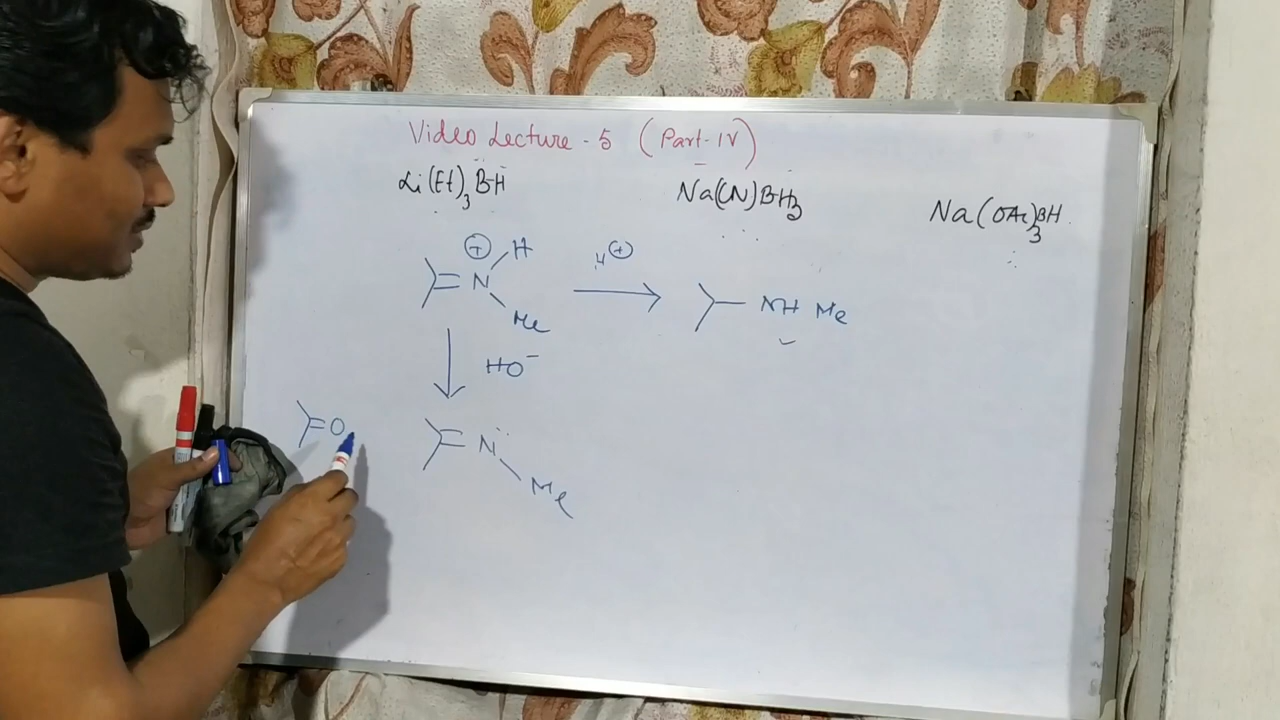 Video Lecture - 5 (Part-IV)
Li(Et)3BH Na(CN)BH3 Na(OAc)3BH
⊕ H H⊕
N NH Me
Me
HO⁻
O N
Me